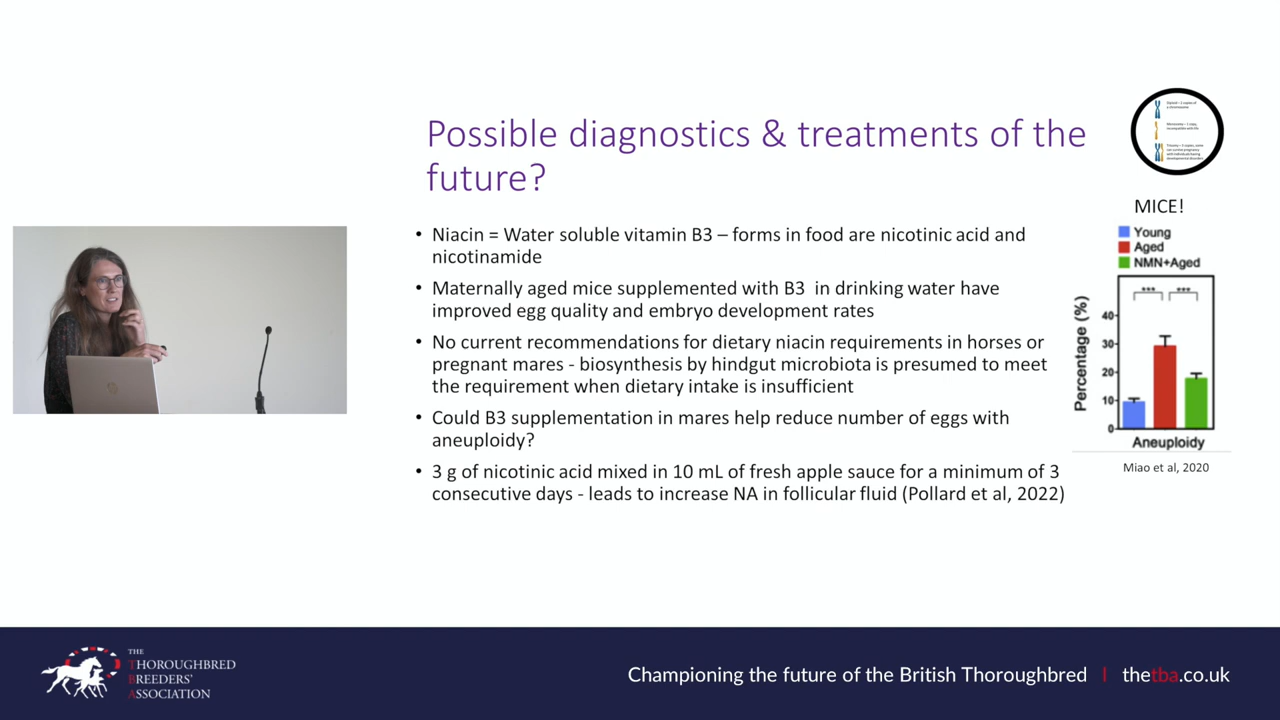 Possible diagnostics & treatments of the
future?
• Niacin = Water soluble vitamin B3 – forms in food are nicotinic acid and
nicotinamide
• Maternally aged mice supplemented with B3 in drinking water have
improved egg quality and embryo development rates
• No current recommendations for dietary niacin requirements in horses or
pregnant mares - biosynthesis by hindgut microbiota is presumed to meet
the requirement when dietary intake is insufficient
• Could B3 supplementation in mares help reduce number of eggs with
aneuploidy?
• 3 g of nicotinic acid mixed in 10 mL of fresh apple sauce for a minimum of 3
consecutive days - leads to increase NA in follicular fluid (Pollard et al, 2022)
MICE!
Young
Aged
NMN+Aged
*** ***
Percentage (%)
40
30
20
10
0
Aneuploidy
Miao et al, 2020
THE
THOROUGHBRED
BREEDERS'
ASSOCIATION
Championing the future of the British Thoroughbred | thetba.co.uk